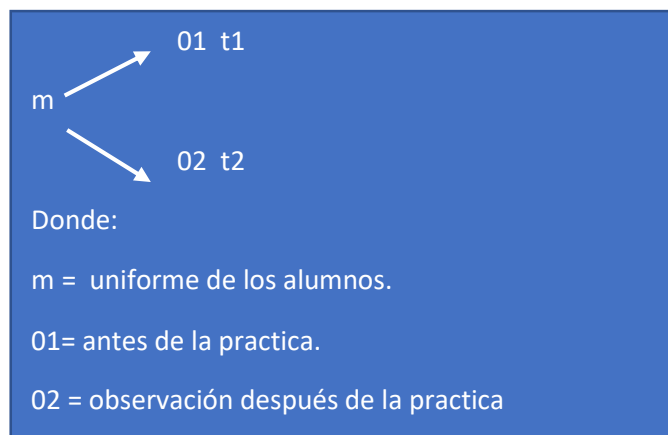 01 t1
m
02 t2
Donde:
m = uniforme de los alumnos.
01= antes de la practica.
02 = observación después de la practica